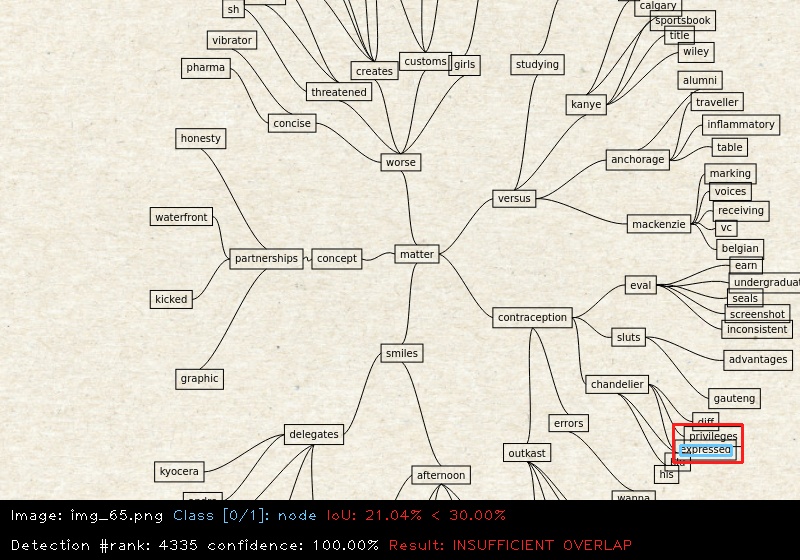 calgary
sh
sportsbook
title
vibrator
wiley
customs
girls
studying
pharma
creates
alumni
threatened
kanye
traveller
concise
inflammatory
honesty
table
worse
anchorage
marking
versus
voices
receiving
waterfront
mackenzie
vc
belgian
partnerships
concept
matter
earn
eval
undergraduat
kicked
seals
contraception
screenshot
inconsistent
sluts
smiles
advantages
graphic
chandelier
gauteng
errors
diff
delegates
privileges
expressed
outkast
kyocera
afternoon
his
wanna
Image: img_65.png Class [0/1]: node IoU: 21.04% < 30.00%
Detection #rank: 4335 confidence: 100.00% Result: INSUFFICIENT OVERLAP